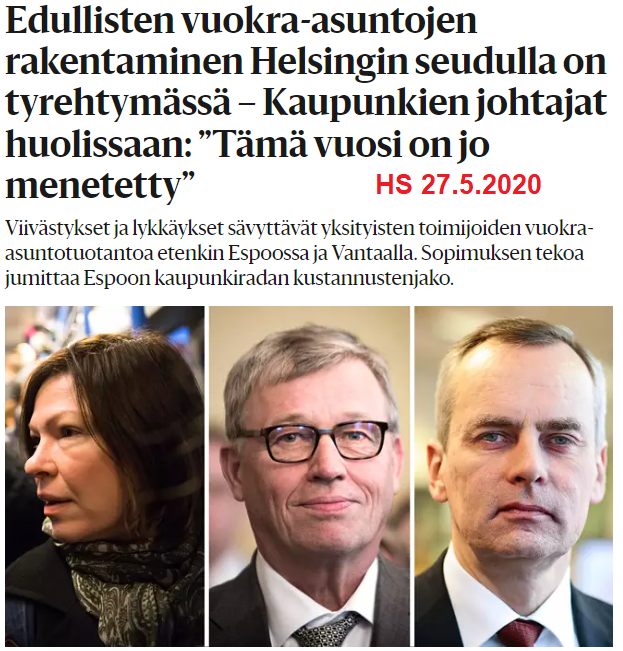 Edullisten vuokra-asuntojen
rakentaminen Helsingin seudulla on
tyrehtymässä – Kaupunkien johtajat
huolissaan: ”Tämä vuosi on jo
menetetty”
HS 27.5.2020
Viivästykset ja lykkäykset sävyttävät yksityisten toimijoiden vuokra-
asuntotuotantoa etenkin Espoossa ja Vantaalla. Sopimuksen tekoa
jumittaa Espoon kaupunkiradan kustannustenjako.